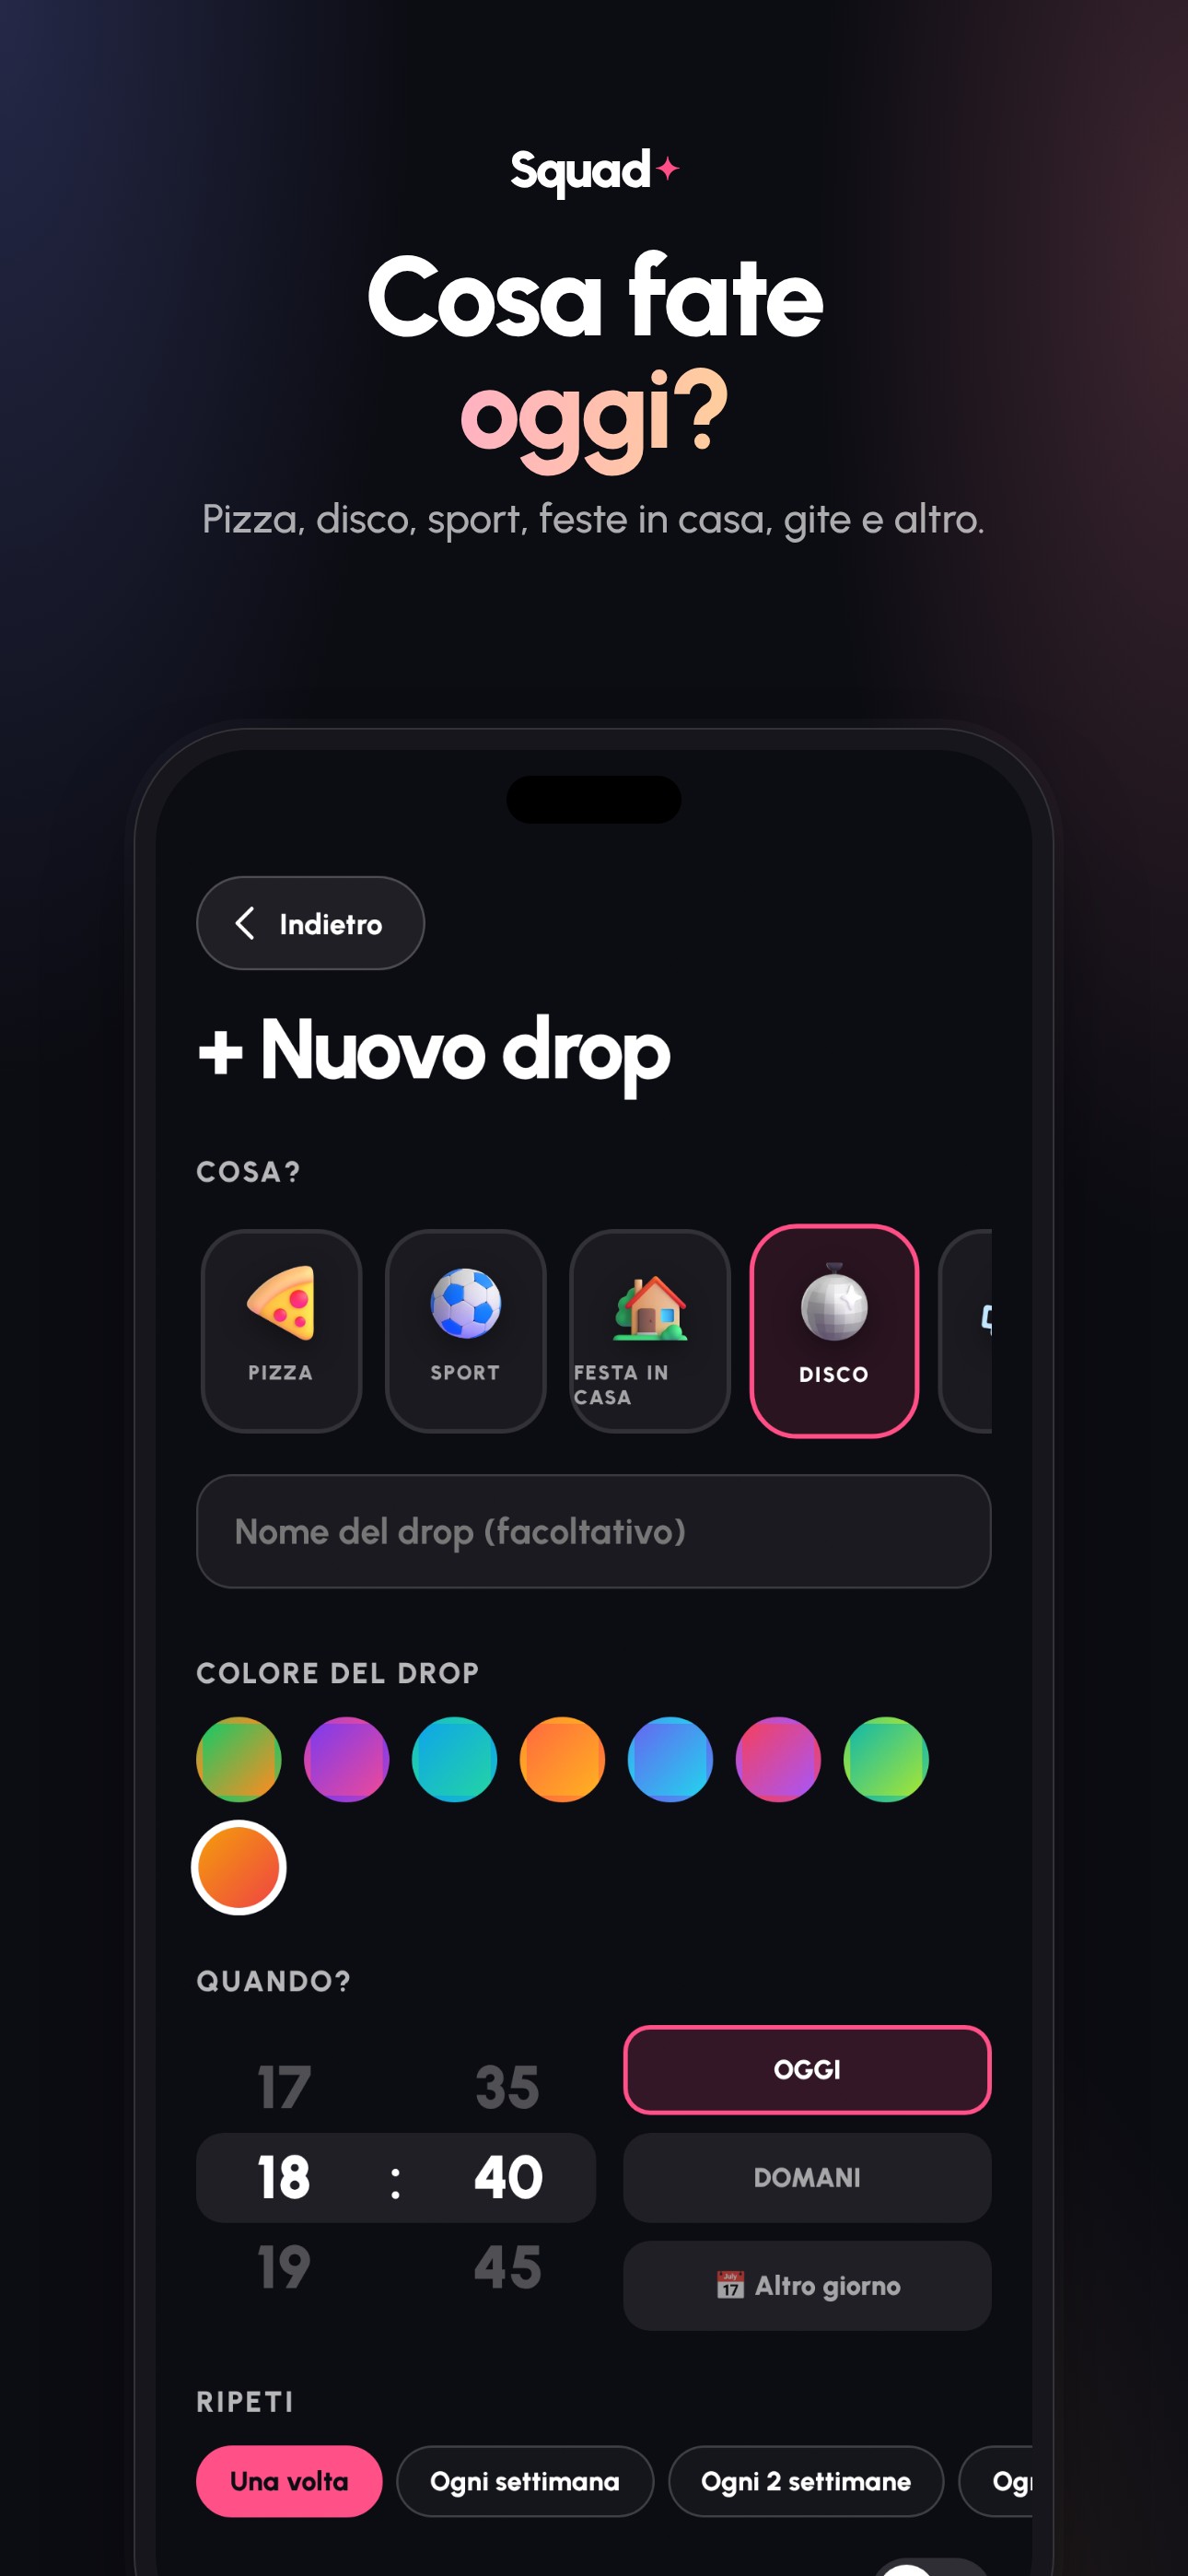 Squad
Cosa fate
oggi?
Pizza, disco, sport, feste in casa, gite e altro.
Indietro
+ Nuovo drop
COSA?
PIZZA
SPORT
FESTA IN
CASA
DISCO
Nome del drop (facoltativo)
COLORE DEL DROP
QUANDO?
17 35
18 : 40
19 45
OGGI
DOMANI
July 17 Altro giorno
RIPETI
Una volta
Ogni settimana
Ogni 2 settimane